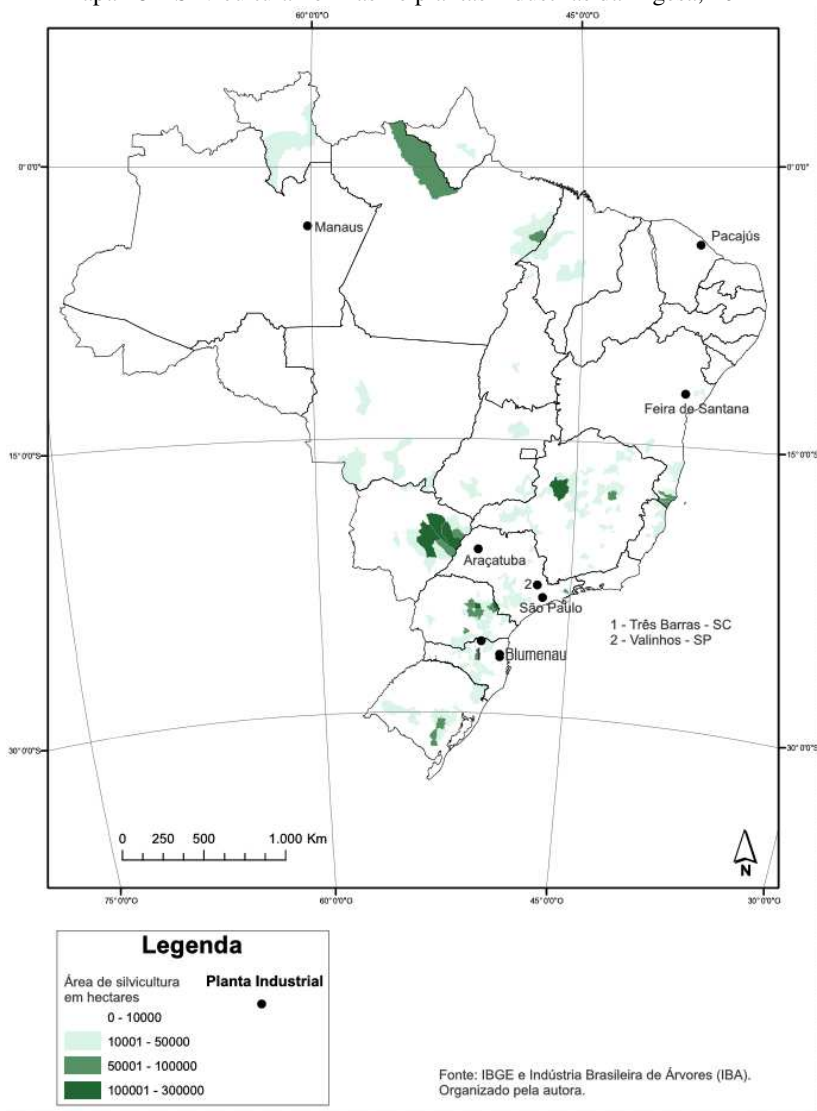 60°0'0"O
45°0'0"O
0°0'0"
0°0'0"
Manaus
Pacajús
Feira de Santana
15°0'0"S
15°0'0"S
Araçatuba
2
São Paulo
1 - Três Barras - SC
2 - Valinhos - SP
1
Blumenau
30°0'0"S
30°0'0"S
0 250 500 1.000 Km
N
75°0'0"O
60°0'0"O
45°0'0"O
30°0'0"O
Legenda
Área de silvicultura
em hectares
Planta Industrial
0 - 10000
10001 - 50000
50001 - 100000
100001 - 300000
Fonte: IBGE e Indústria Brasileira de Árvores (IBA).
Organizado pela autora.